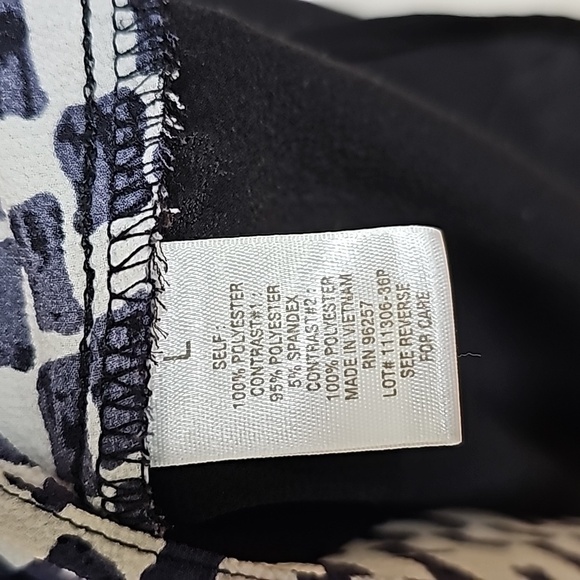 L
SELF:
100% POLYESTER
CONTRAST#1:
95% POLYESTER
5% SPANDEX
CONTRAST#2:
100% POLYESTER
MADE IN VIETNAM
RN 96257
LOT# 111306-36P
SEE REVERSE
FOR CARE